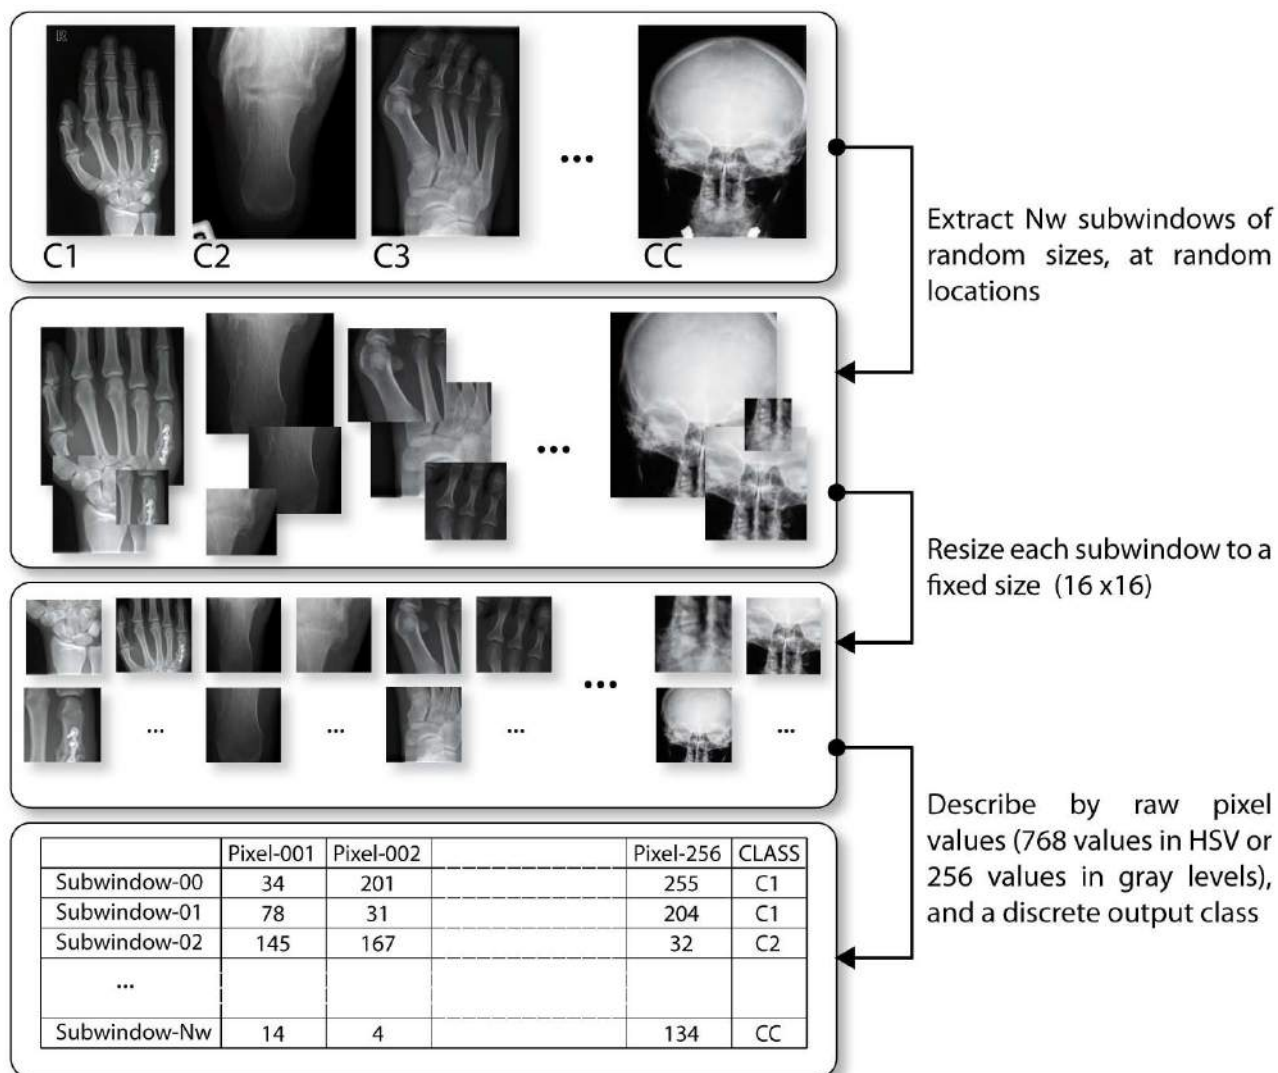 R
C1 C2 C3 ... CC
Extract Nw subwindows of
random sizes, at random
locations
...
Resize each subwindow to a
fixed size (16 x16)
...
... ... ... ...
Describe by raw pixel
values (768 values in HSV or
256 values in gray levels),
and a discrete output class
Pixel-001 Pixel-002 Pixel-256 CLASS
Subwindow-00 34 201 255 C1
Subwindow-01 78 31 204 C1
Subwindow-02 145 167 32 C2
...
Subwindow-Nw 14 4 134 CC